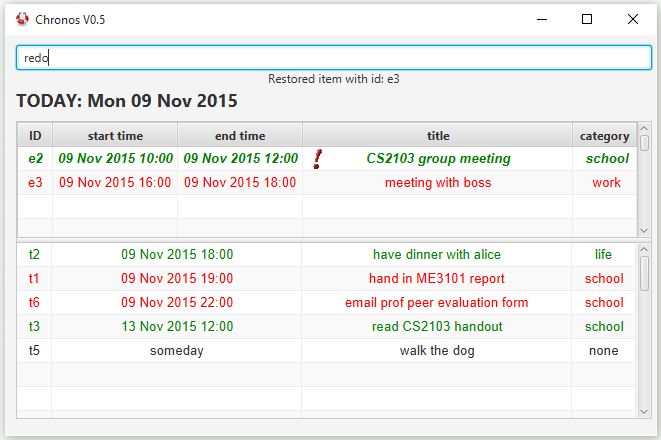 Chronos V0.5
redo
Restored item with id: e3
TODAY: Mon 09 Nov 2015
ID start time end time title category
e2 09 Nov 2015 10:00 09 Nov 2015 12:00 ! CS2103 group meeting school
e3 09 Nov 2015 16:00 09 Nov 2015 18:00 meeting with boss work
t2 09 Nov 2015 18:00 have dinner with alice life
t1 09 Nov 2015 19:00 hand in ME3101 report school
t6 09 Nov 2015 22:00 email prof peer evaluation form school
t3 13 Nov 2015 12:00 read CS2103 handout school
t5 someday walk the dog none